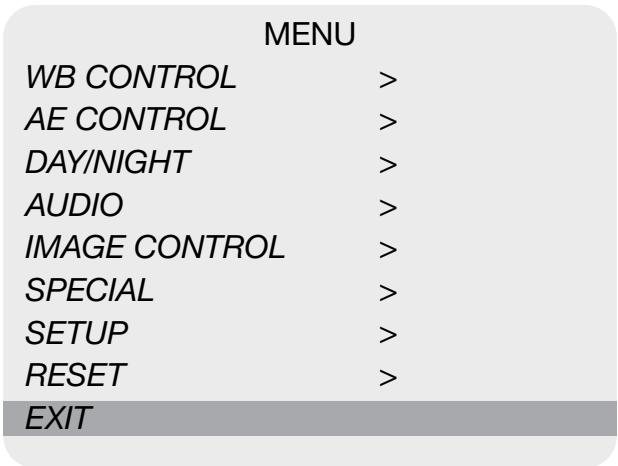 MENU
WB CONTROL >
AE CONTROL >
DAY/NIGHT >
AUDIO >
IMAGE CONTROL >
SPECIAL >
SETUP >
RESET >
EXIT